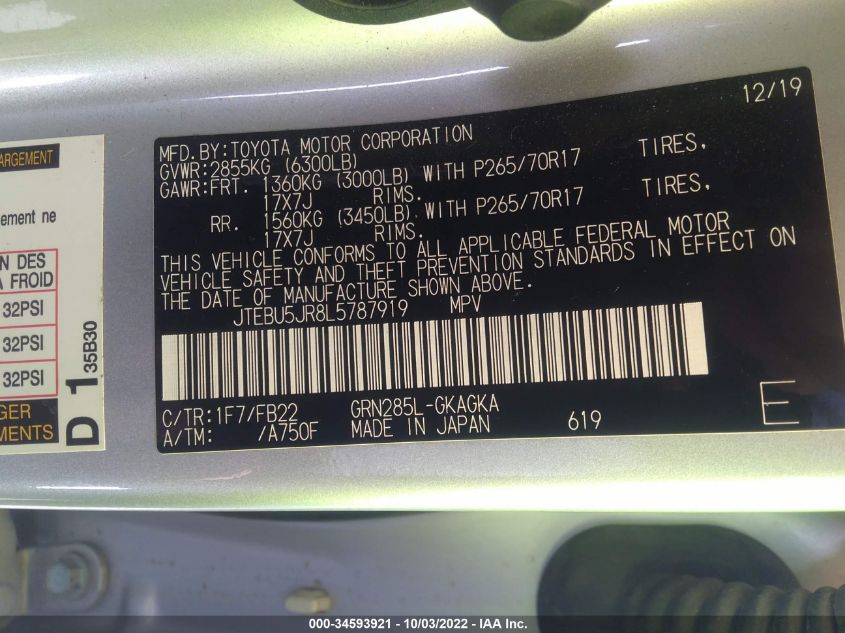 12/19
MFD.BY:TOYOTA MOTOR CORPORATION
GVWR:2855KG (6300LB)
GAWR:FRT. 1360KG (3000LB) WITH P265/70R17 TIRES,
17X7J RIMS.
RR. 1560KG (3450LB) WITH P265/70R17 TIRES,
17X7J RIMS.
THIS VEHICLE CONFORMS TO ALL APPLICABLE FEDERAL MOTOR
VEHICLE SAFETY AND THEFT PREVENTION STANDARDS IN EFFECT ON
THE DATE OF MANUFACTURE SHOWN ABOVE.
JTEBU5JR8L5787919 MPV
C/TR:1F7/FB22 GRN285L-GKAGKA
A/TM: /A750F MADE IN JAPAN 619
E
ARGEMENT
ement ne
N DES
A FROID
32PSI
32PSI
32PSI
GER
MENTS
D 1 35B30
000-34593921 - 10/03/2022 - IAA Inc.